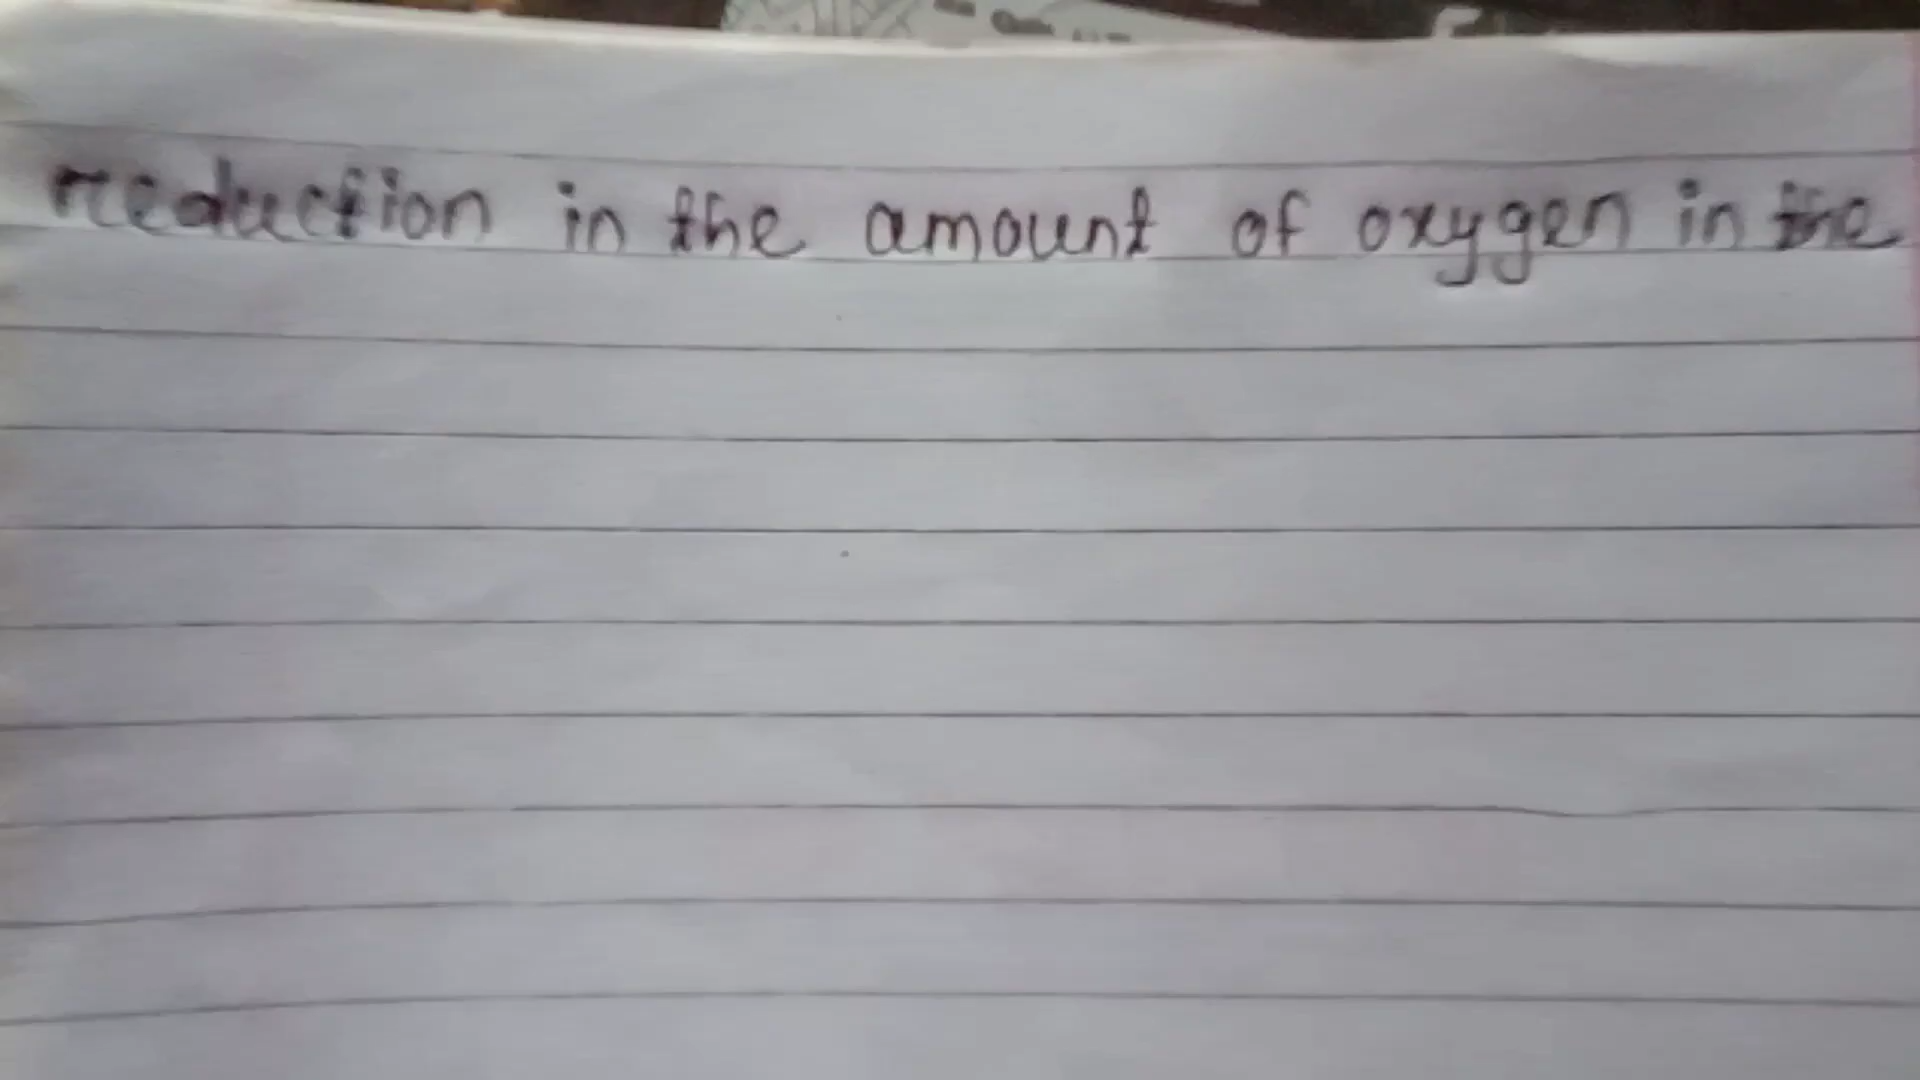 reduction in the amount of oxygen in the